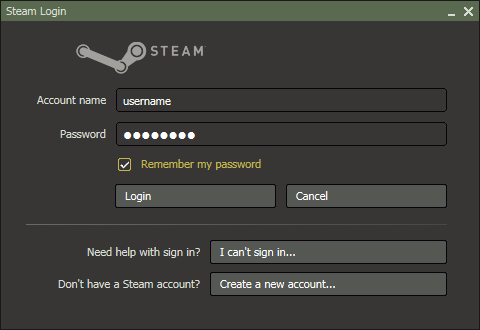 Steam Login
STEAM
Account name
username
Password
●●●●●●●●
Remember my password
Login
Cancel
Need help with sign in?
I can't sign in...
Don't have a Steam account?
Create a new account...